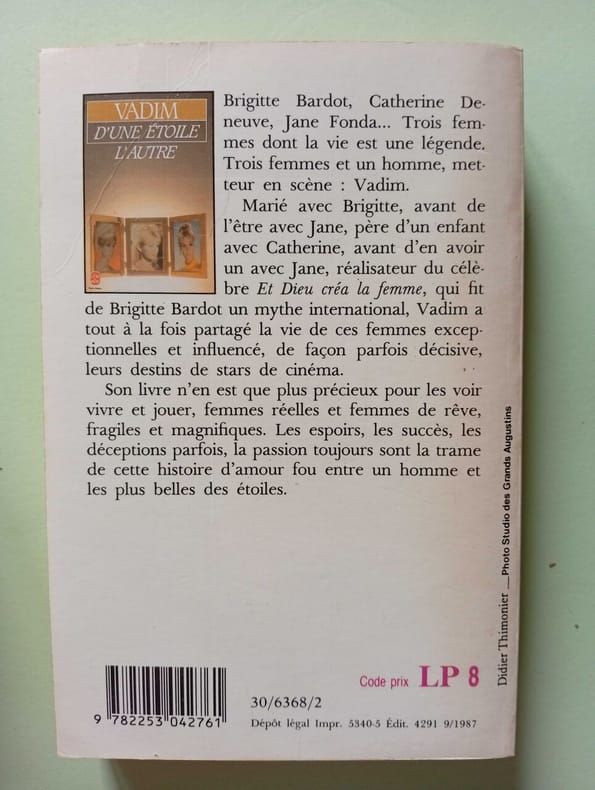 VADIM
D'UNE ÉTOILE
L'AUTRE
Brigitte Bardot, Catherine De-
neuve, Jane Fonda... Trois fem-
mes dont la vie est une légende.
Trois femmes et un homme, met-
teur en scène : Vadim.
Marié avec Brigitte, avant de
l'être avec Jane, père d'un enfant
avec Catherine, avant d'en avoir
un avec Jane, réalisateur du célè-
bre Et Dieu créa la femme, qui fit
de Brigitte Bardot un mythe international, Vadim a
tout à la fois partagé la vie de ces femmes excep-
tionnelles et influencé, de façon parfois décisive,
leurs destins de stars de cinéma.
Son livre n'en est que plus précieux pour les voir
vivre et jouer, femmes réelles et femmes de rêve,
fragiles et magnifiques. Les espoirs, les succès, les
déceptions parfois, la passion toujours sont la trame
de cette histoire d'amour fou entre un homme et
les plus belles des étoiles.
Didier Thimonier __Photo Studio des Grands Augustins
Code prix LP 8
9 782253 042761
30/6368/2
Dépôt légal Impr. 5340-5 Édit. 4291 9/1987